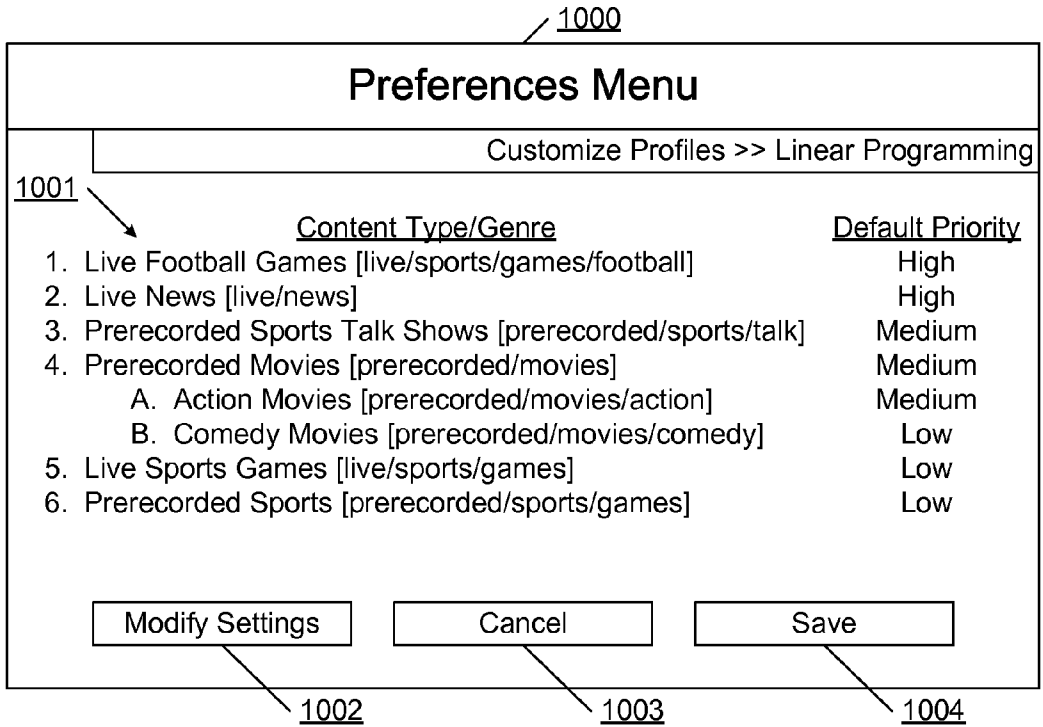 1000
Preferences Menu
Customize Profiles >> Linear Programming
1001
Content Type/Genre Default Priority
1. Live Football Games [live/sports/games/football] High
2. Live News [live/news] High
3. Prerecorded Sports Talk Shows [prerecorded/sports/talk] Medium
4. Prerecorded Movies [prerecorded/movies] Medium
A. Action Movies [prerecorded/movies/action] Medium
B. Comedy Movies [prerecorded/movies/comedy] Low
5. Live Sports Games [live/sports/games] Low
6. Prerecorded Sports [prerecorded/sports/games] Low
Modify Settings Cancel Save
1002 1003 1004